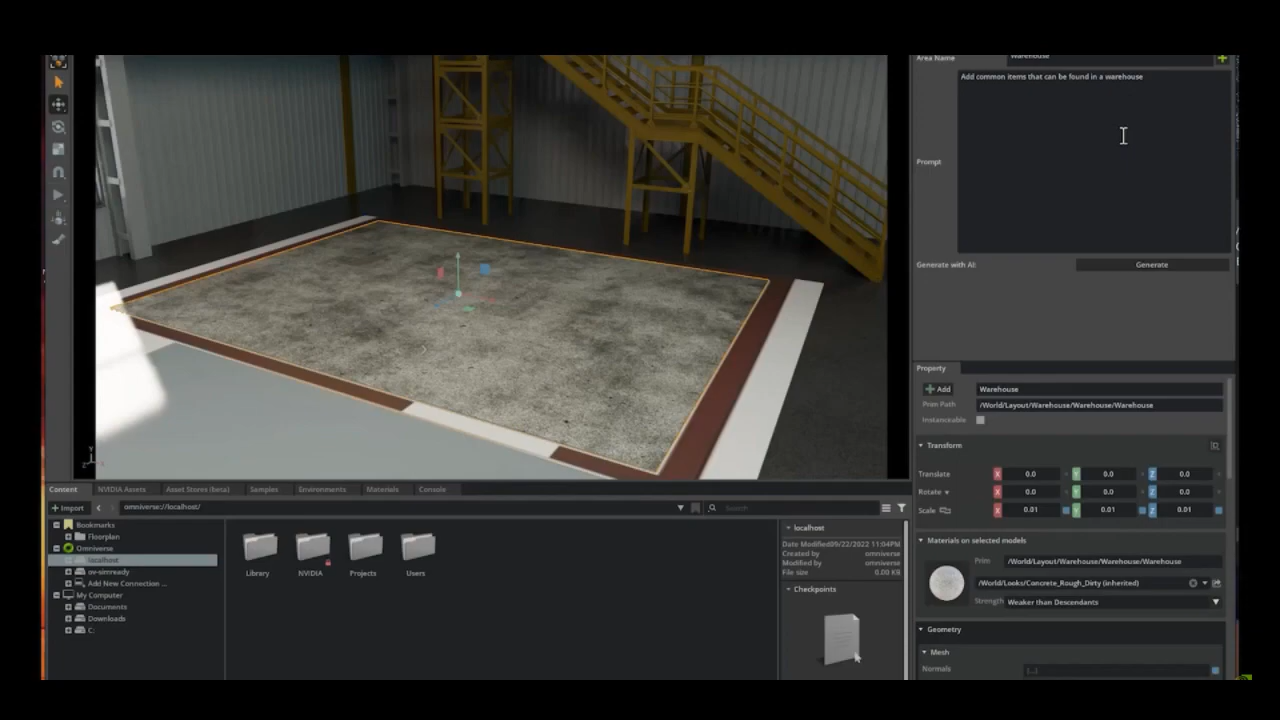 Area Name
Warehouse
Add common items that can be found in a warehouse
Prompt
Generate with AI:
Generate
Property
Add
Warehouse
Prim Path
/World/Layout/Warehouse/Warehouse/Warehouse
Instanceable
Transform
Translate
X 0.0
Y 0.0
Z 0.0
Rotate
X 0.0
Y 0.0
Z 0.0
Scale
X 0.01
Y 0.01
Z 0.01
Materials on selected models
Prim
/World/Layout/Warehouse/Warehouse/Warehouse
/World/Looks/Concrete_Rough_Dirty (inherited)
Strength
Weaker than Descendants
Geometry
Mesh
Normals
[...]
Content
NVIDIA Assets
Asset Stores (beta)
Samples
Environments
Materials
Console
Import
omniverse://localhost/
Search
Bookmarks
Floorplan
Omniverse
localhost
ov-simready
Add New Connection ...
My Computer
Documents
Downloads
C:
Library
NVIDIA
Projects
Users
localhost
Date Modified 09/22/2022 11:04PM
Created by omniverse
Modified by omniverse
File size 0.00 KB
Checkpoints